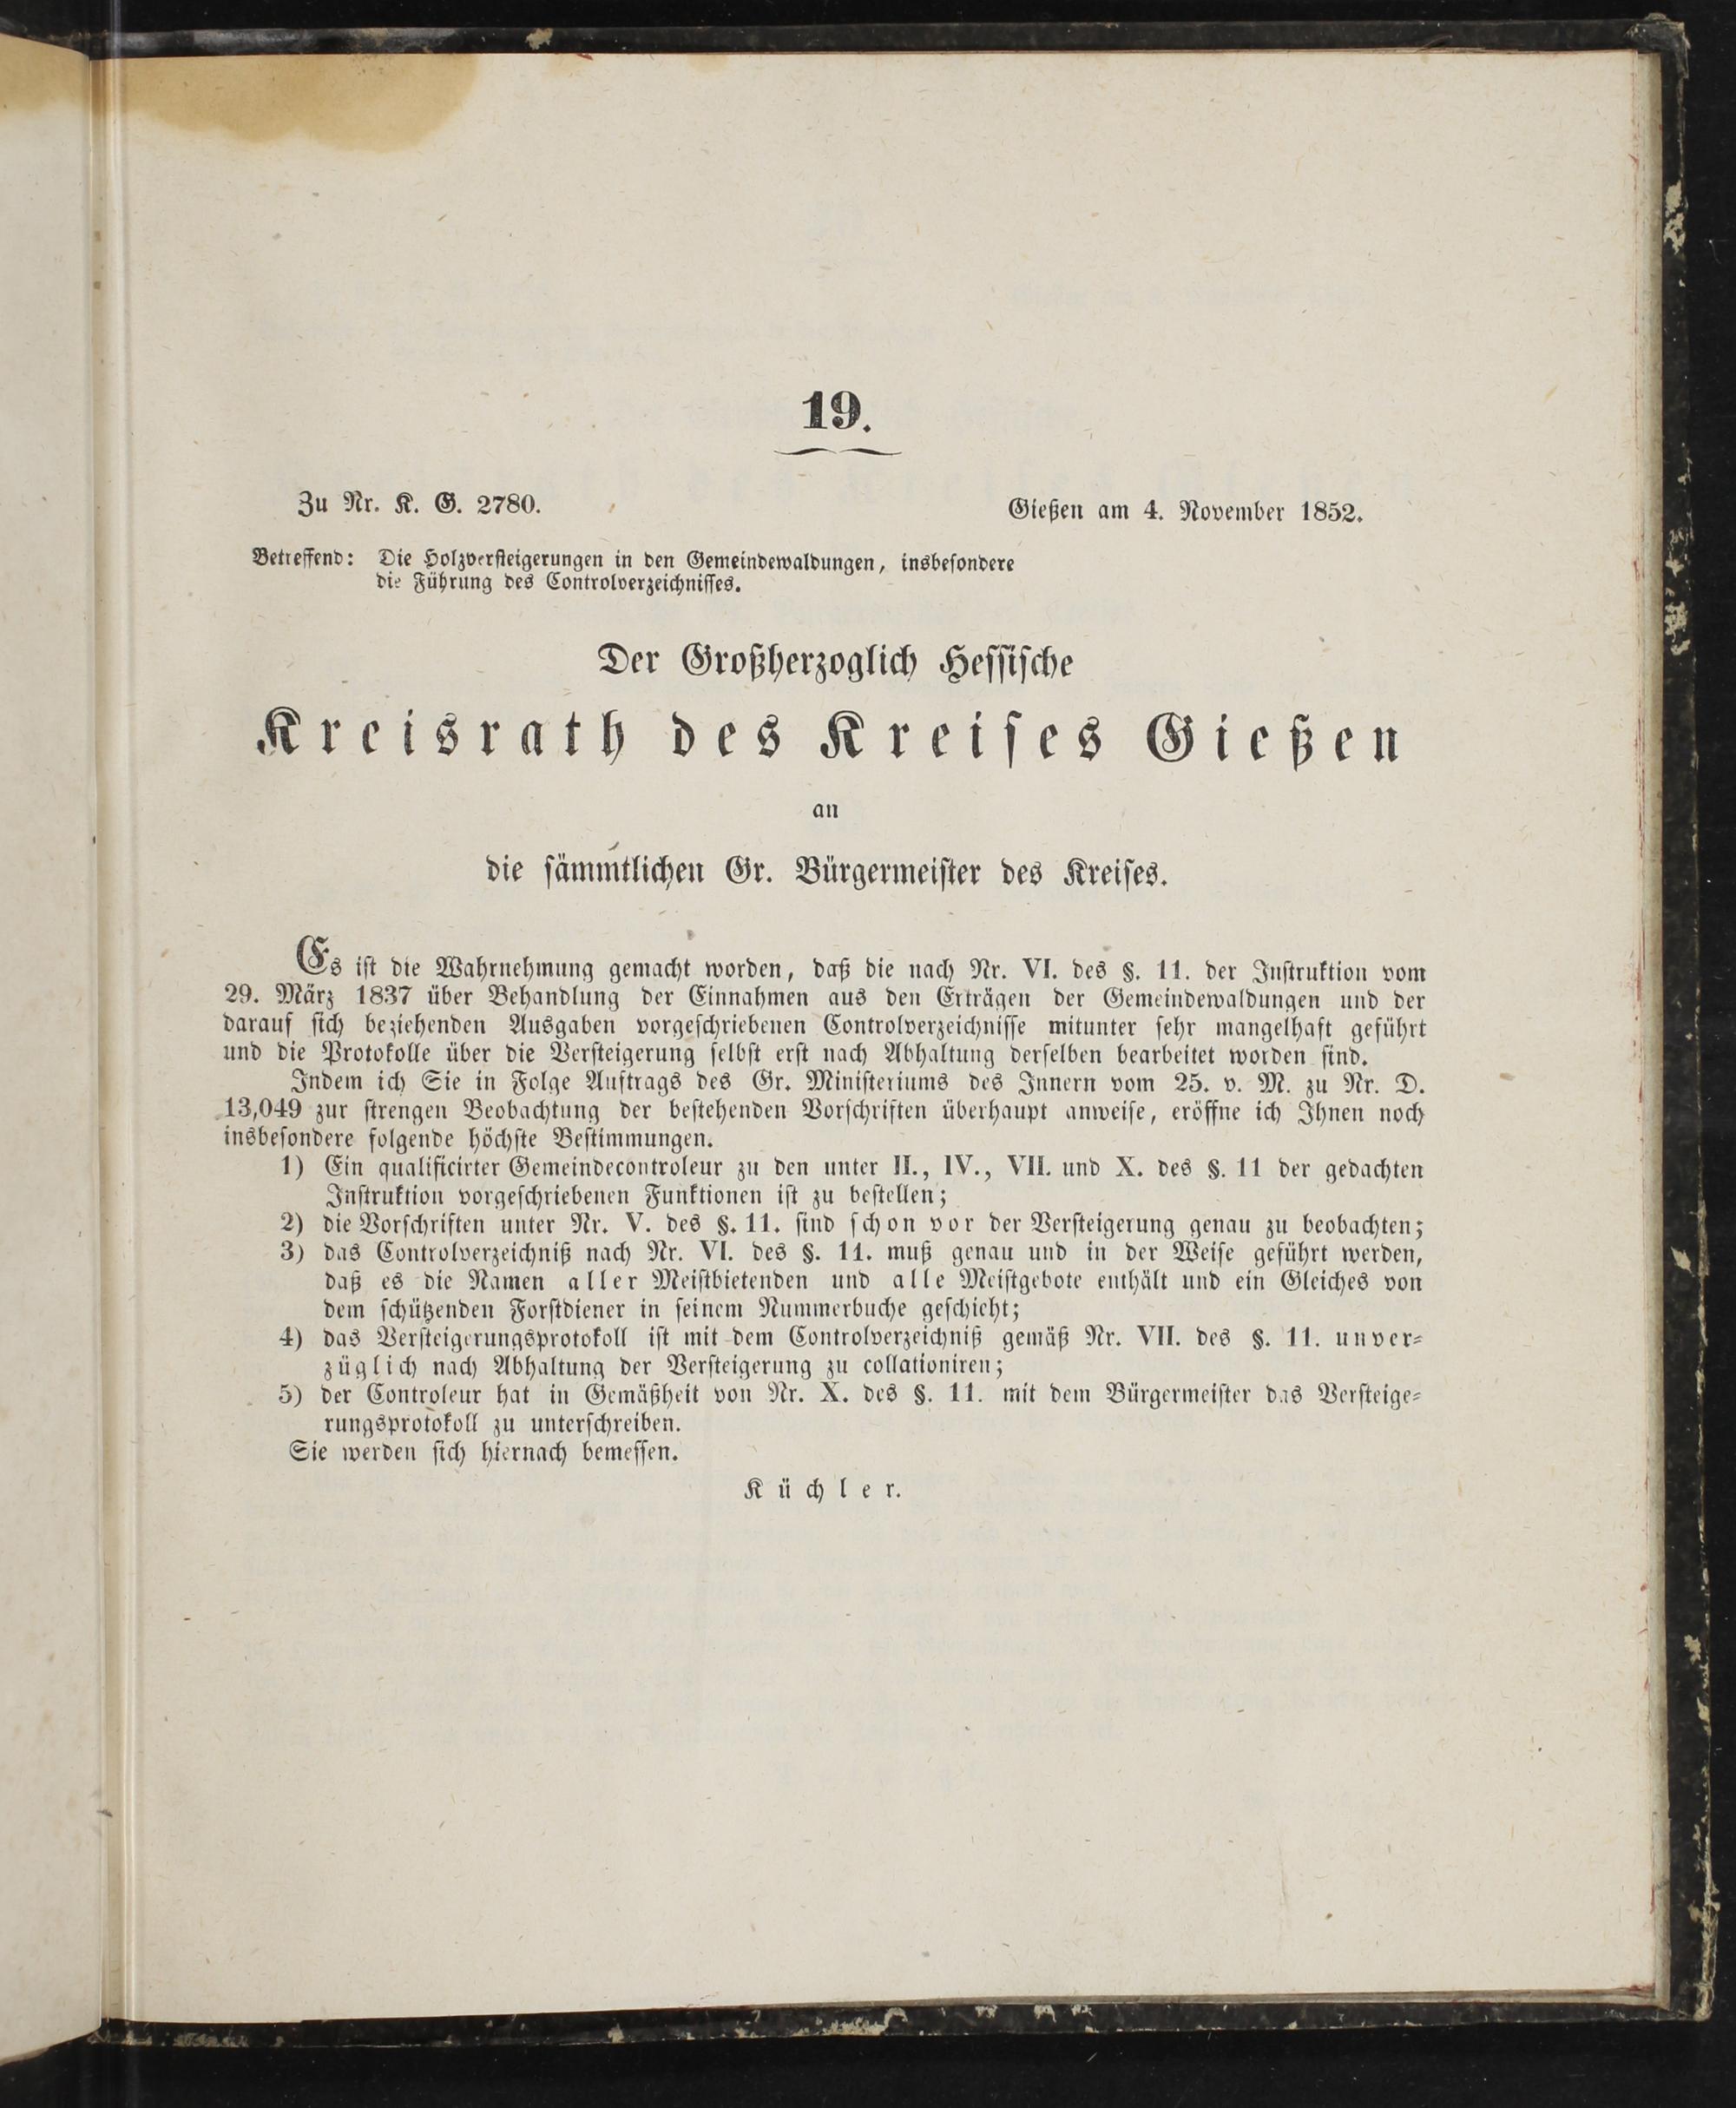 19.
Zu Nr. K. G. 2780.
Gießen am 4. November 1852.
Betreffend: Die Holzversteigerungen in den Gemeindewaldungen, insbesondere
die Führung des Controlverzeichnisses.
Der Großherzoglich Hessische
Kreisrath des Kreises Gießen
an
die sämmtlichen Gr. Bürgermeister des Kreises.
Es ist die Wahrnehmung gemacht worden, daß die nach Nr. VI. des §. 11. der Instruktion vom
29. März 1837 über Behandlung der Einnahmen aus den Erträgen der Gemeindewaldungen und der
darauf sich beziehenden Ausgaben vorgeschriebenen Controlverzeichnisse mitunter sehr mangelhaft geführt
und die Protokolle über die Versteigerung selbst erst nach Abhaltung derselben bearbeitet worden sind.
Indem ich Sie in Folge Auftrags des Gr. Ministeriums des Innern vom 25. v. M. zu Nr. D.
13,049 zur strengen Beobachtung der bestehenden Vorschriften überhaupt anweise, eröffne ich Ihnen noch
insbesondere folgende höchste Bestimmungen.
1) Ein qualificirter Gemeindecontroleur zu den unter II., IV., VII. und X. des §. 11 der gedachten
Instruktion vorgeschriebenen Funktionen ist zu bestellen;
2) die Vorschriften unter Nr. V. des §. 11. sind schon vor der Versteigerung genau zu beobachten;
3) das Controlverzeichniß nach Nr. VI. des §. 11. muß genau und in der Weise geführt werden,
daß es die Namen aller Meistbietenden und alle Meistgebote enthält und ein Gleiches von
dem schützenden Forstdiener in seinem Nummerbuche geschieht;
4) das Versteigerungsprotokoll ist mit dem Controlverzeichniß gemäß Nr. VII. des §. 11. unver-
züglich nach Abhaltung der Versteigerung zu collationiren;
5) der Controleur hat in Gemäßheit von Nr. X. des §. 11. mit dem Bürgermeister das Versteige-
rungsprotokoll zu unterschreiben.
Sie werden sich hiernach bemessen.
Küchler.